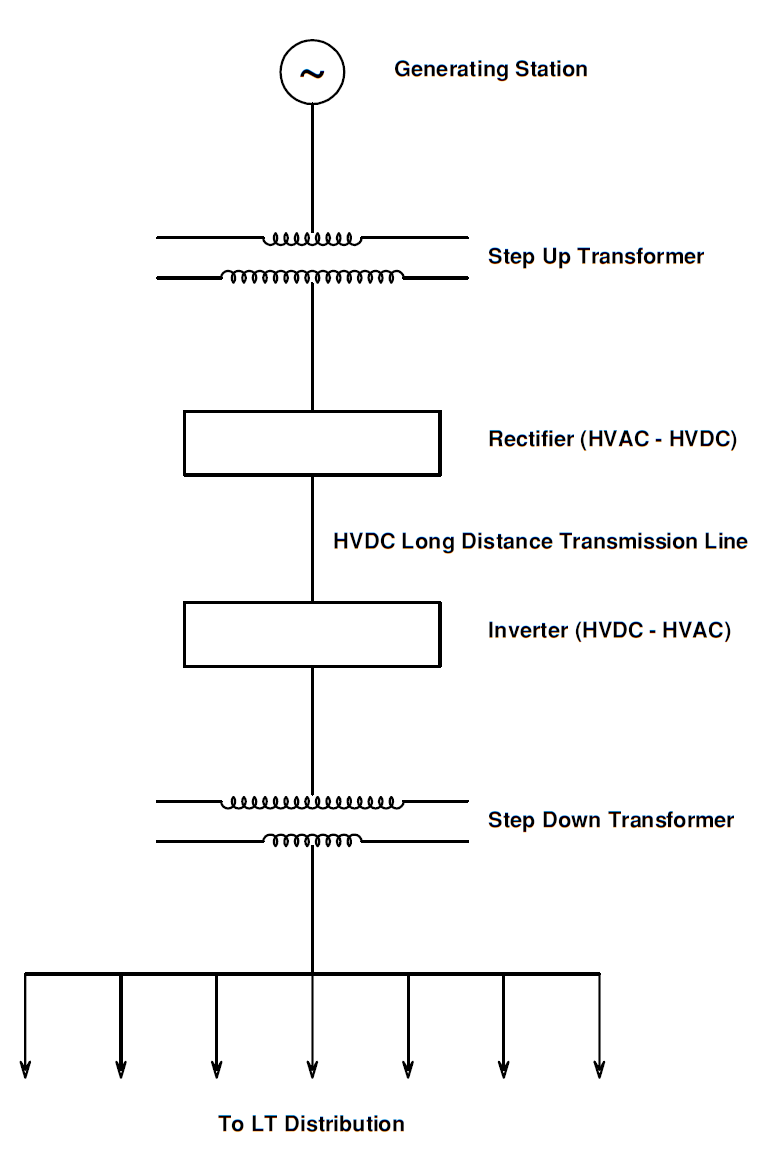 ~
Generating Station
Step Up Transformer
Rectifier (HVAC - HVDC)
HVDC Long Distance Transmission Line
Inverter (HVDC - HVAC)
Step Down Transformer
To LT Distribution